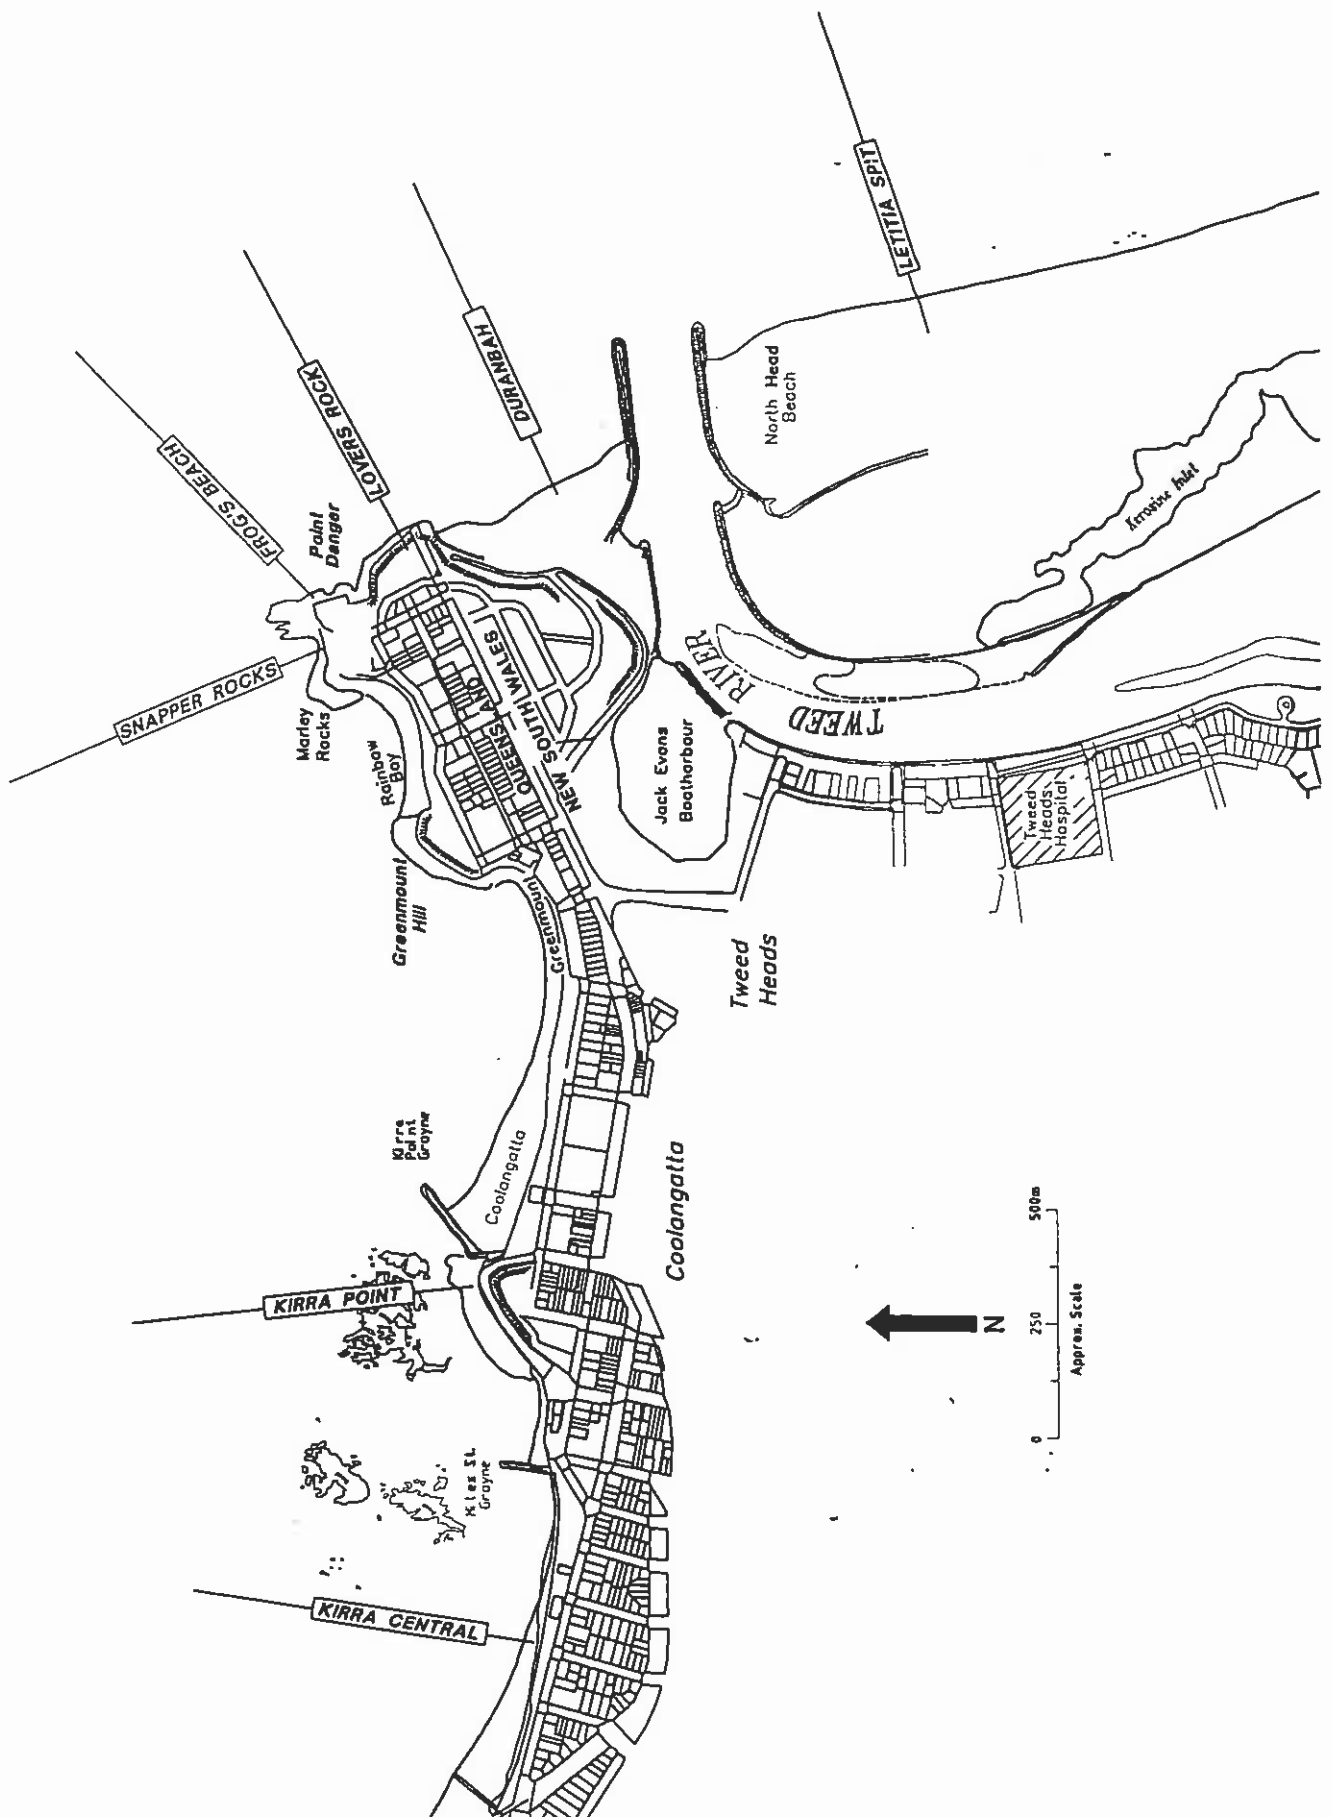 LETITIA SPIT
DURANBAH
LOVERS ROCK
FROG'S BEACH
SNAPPER ROCKS
Point
Danger
Marley
Rocks
Rainbow
Bay
Greenmount
Hill
Greenmount
QUEENSLAND
NEW SOUTH WALES
North Head
Beach
Kerosine Inlet
TWEED
RIVER
Jack Evans
Boatharbour
Tweed
Heads
Hospital
Tweed
Heads
Kirra
Point
Groyne
Coolangatta
Coolangatta
KIRRA POINT
St.
Groyne
KIRRA CENTRAL
N
0 250 500m
Approx. Scale